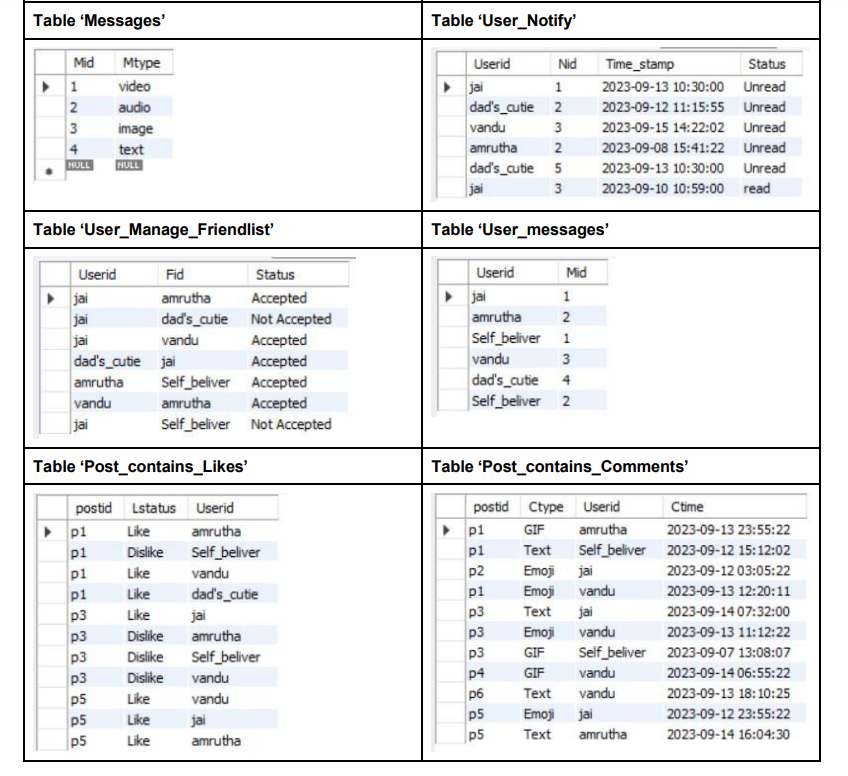 Table ‘Messages’
Mid Mtype
1 video
2 audio
3 image
4 text
NULL NULL
Table ‘User_Notify’
Userid Nid Time_stamp Status
jai 1 2023-09-13 10:30:00 Unread
dad's_cutie 2 2023-09-12 11:15:55 Unread
vandu 3 2023-09-15 14:22:02 Unread
amrutha 2 2023-09-08 15:41:22 Unread
dad's_cutie 5 2023-09-13 10:30:00 Unread
jai 3 2023-09-10 10:59:00 read
Table ‘User_Manage_Friendlist’
Userid Fid Status
jai amrutha Accepted
jai dad's_cutie Not Accepted
jai vandu Accepted
dad's_cutie jai Accepted
amrutha Self_beliver Accepted
vandu amrutha Accepted
jai Self_beliver Not Accepted
Table ‘User_messages’
Userid Mid
jai 1
amrutha 2
Self_beliver 1
vandu 3
dad's_cutie 4
Self_beliver 2
Table ‘Post_contains_Likes’
postid Lstatus Userid
p1 Like amrutha
p1 Dislike Self_beliver
p1 Like vandu
p1 Like dad's_cutie
p3 Like jai
p3 Dislike amrutha
p3 Dislike Self_beliver
p3 Dislike vandu
p5 Like vandu
p5 Like jai
p5 Like amrutha
Table ‘Post_contains_Comments’
postid Ctype Userid Ctime
p1 GIF amrutha 2023-09-13 23:55:22
p1 Text Self_beliver 2023-09-12 15:12:02
p2 Emoji jai 2023-09-12 03:05:22
p1 Emoji vandu 2023-09-13 12:20:11
p3 Text jai 2023-09-14 07:32:00
p3 Emoji vandu 2023-09-13 11:12:22
p3 GIF Self_beliver 2023-09-07 13:08:07
p4 GIF vandu 2023-09-14 06:55:22
p6 Text vandu 2023-09-13 18:10:25
p5 Emoji jai 2023-09-12 23:55:22
p5 Text amrutha 2023-09-14 16:04:30